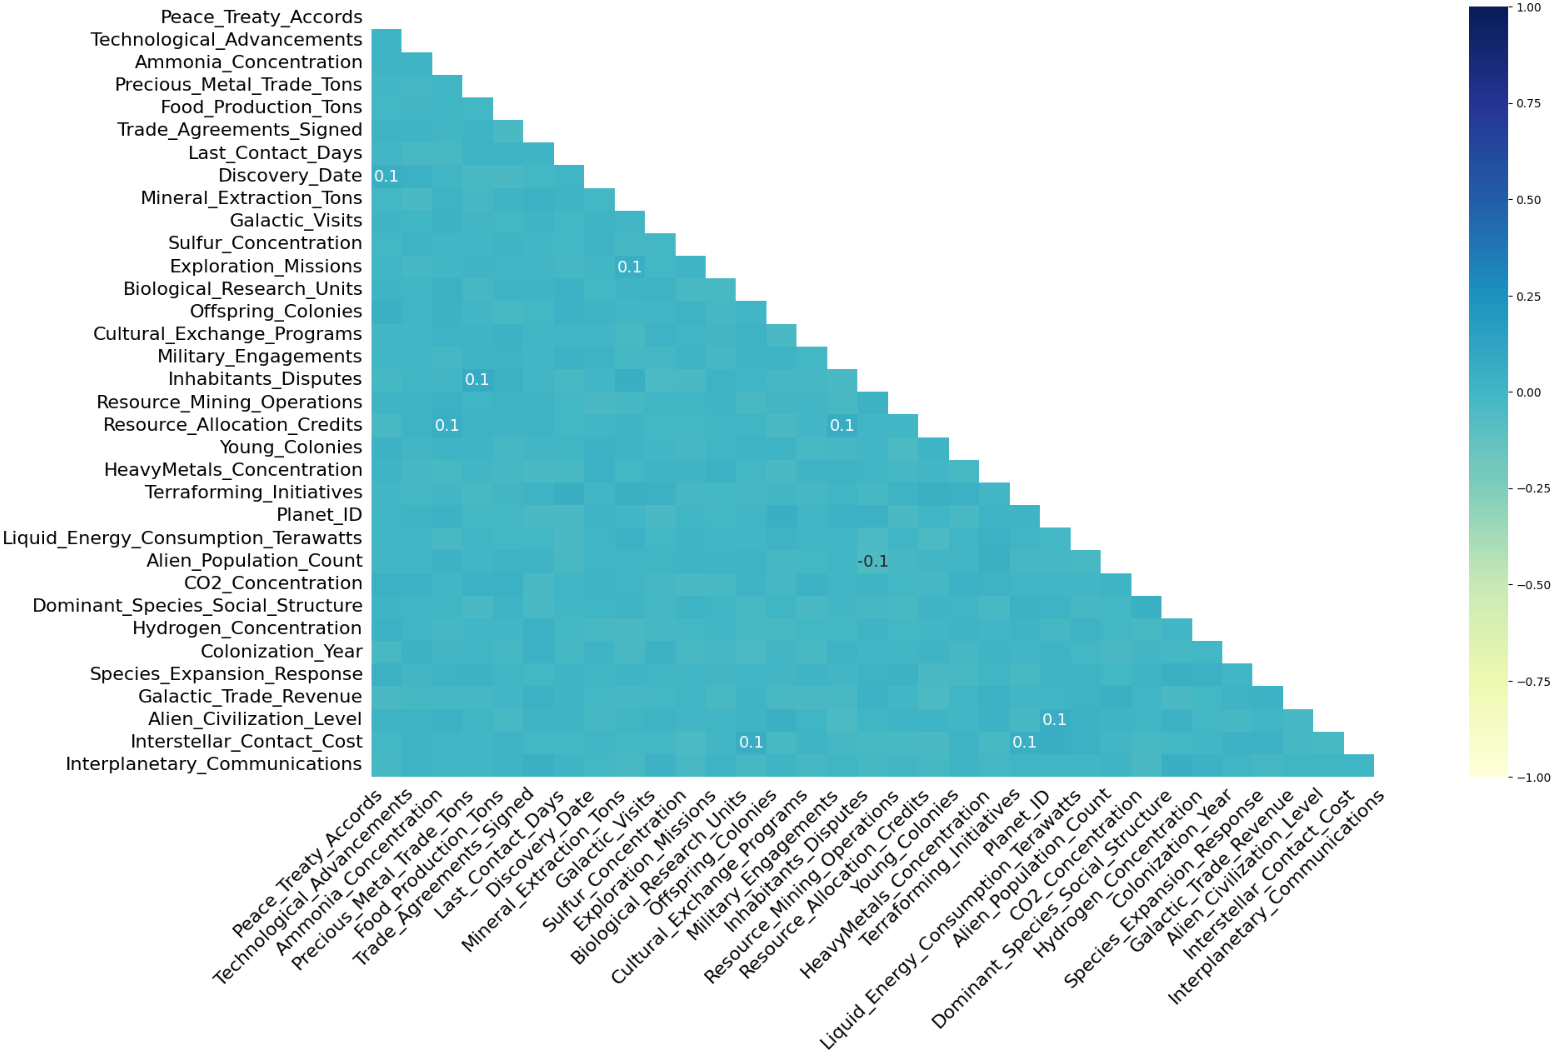 Peace_Treaty_Accords
Technological_Advancements
Ammonia_Concentration
Precious_Metal_Trade_Tons
Food_Production_Tons
Trade_Agreements_Signed
Last_Contact_Days
Discovery_Date
0.1
Mineral_Extraction_Tons
Galactic_Visits
Sulfur_Concentration
Exploration_Missions
0.1
Biological_Research_Units
Offspring_Colonies
Cultural_Exchange_Programs
Military_Engagements
Inhabitants_Disputes
0.1
Resource_Mining_Operations
Resource_Allocation_Credits
0.1
0.1
Young_Colonies
HeavyMetals_Concentration
Terraforming_Initiatives
Planet_ID
Liquid_Energy_Consumption_Terawatts
Alien_Population_Count
-0.1
CO2_Concentration
Dominant_Species_Social_Structure
Hydrogen_Concentration
Colonization_Year
Species_Expansion_Response
Galactic_Trade_Revenue
Alien_Civilization_Level
0.1
Interstellar_Contact_Cost
0.1
0.1
Interplanetary_Communications
Peace_Treaty_Accords
Technological_Advancements
Ammonia_Concentration
Precious_Metal_Trade_Tons
Food_Production_Tons
Trade_Agreements_Signed
Last_Contact_Days
Discovery_Date
Mineral_Extraction_Tons
Galactic_Visits
Sulfur_Concentration
Exploration_Missions
Biological_Research_Units
Offspring_Colonies
Cultural_Exchange_Programs
Military_Engagements
Inhabitants_Disputes
Resource_Mining_Operations
Resource_Allocation_Credits
Young_Colonies
HeavyMetals_Concentration
Terraforming_Initiatives
Planet_ID
Liquid_Energy_Consumption_Terawatts
Alien_Population_Count
CO2_Concentration
Dominant_Species_Social_Structure
Hydrogen_Concentration
Colonization_Year
Species_Expansion_Response
Galactic_Trade_Revenue
Alien_Civilization_Level
Interstellar_Contact_Cost
Interplanetary_Communications
1.00
0.75
0.50
0.25
0.00
−0.25
−0.50
−0.75
−1.00